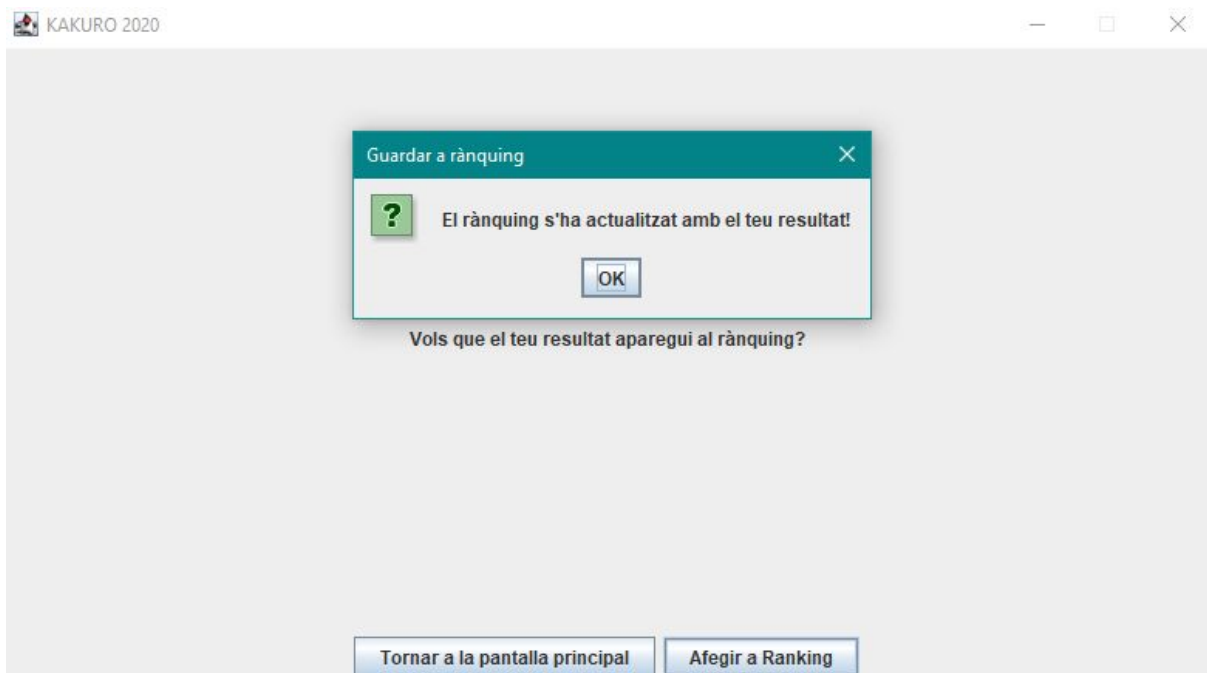 KAKURO 2020
Guardar a rànquing
?
El rànquing s'ha actualitzat amb el teu resultat!
OK
Vols que el teu resultat aparegui al rànquing?
Tornar a la pantalla principal
Afegir a Ranking